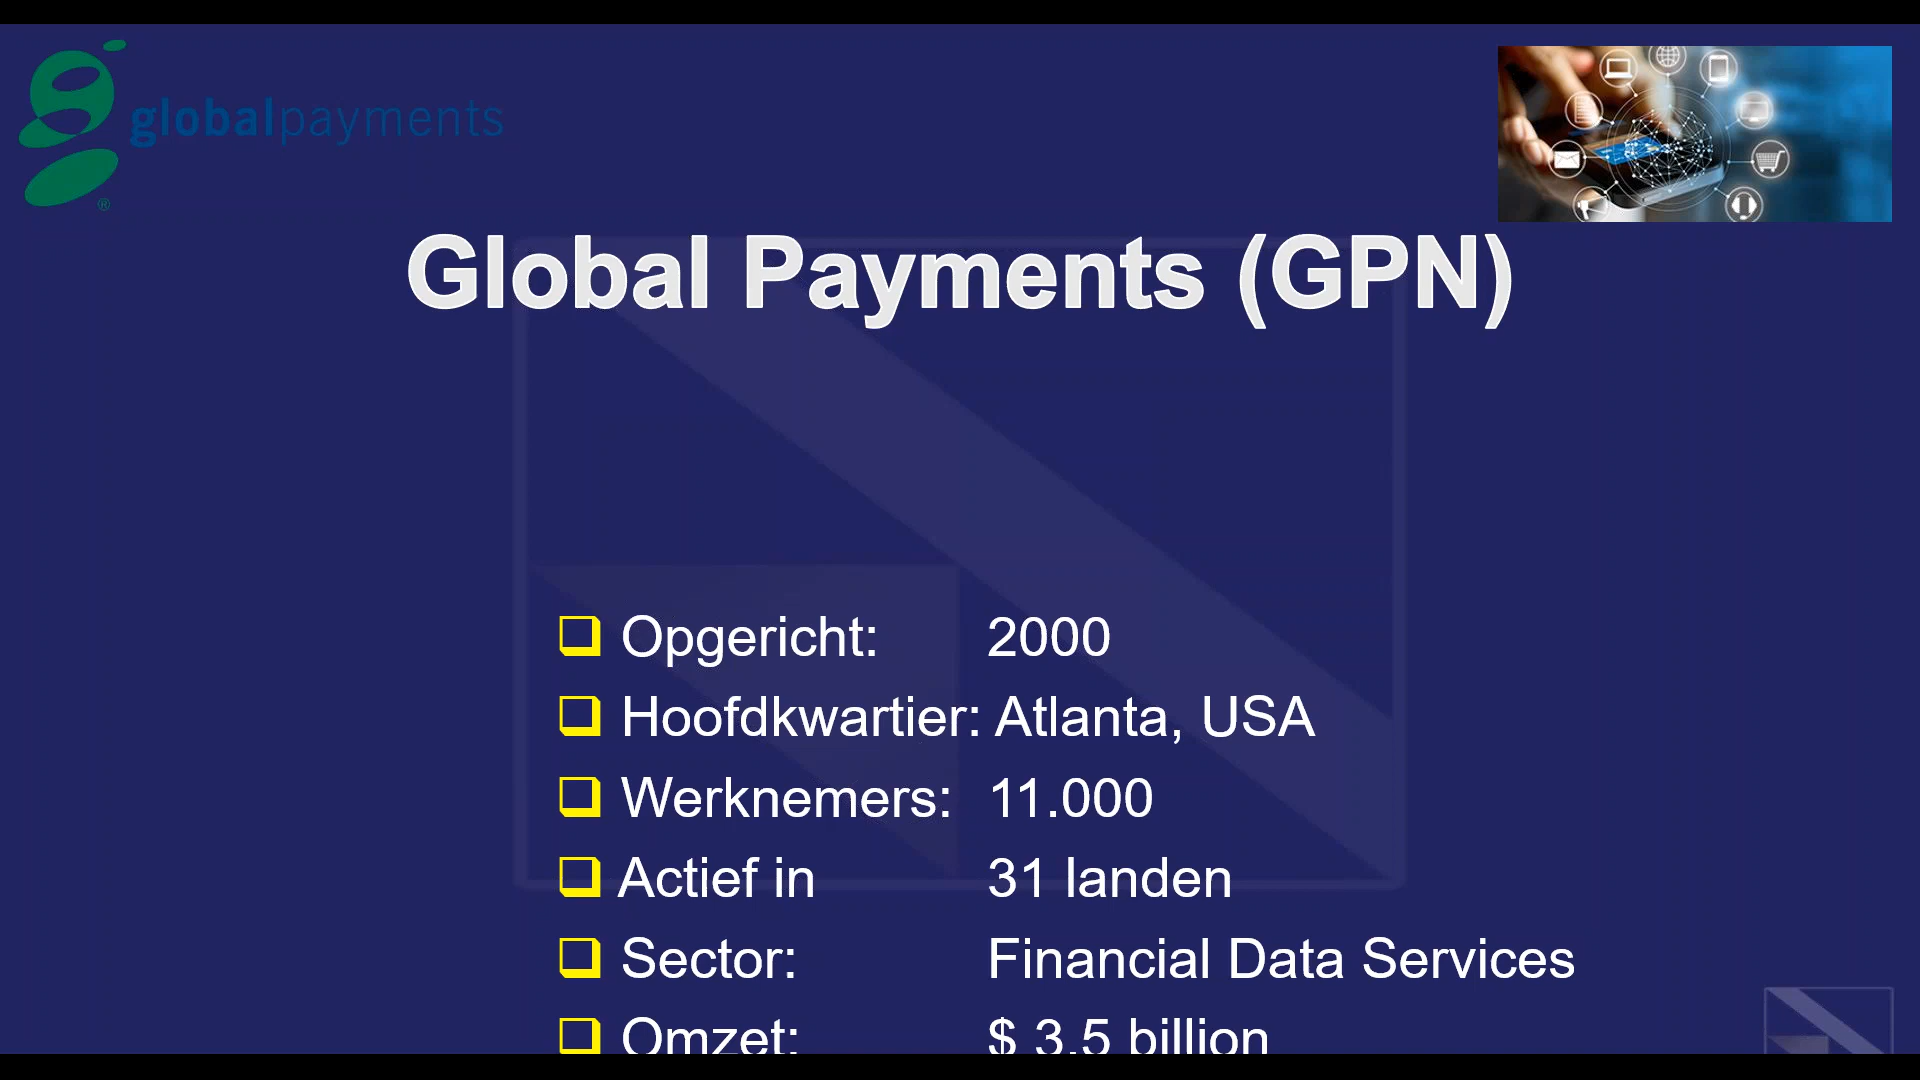 globalpayments
®
Global Payments (GPN)
Opgericht: 2000
Hoofdkwartier: Atlanta, USA
Werknemers: 11.000
Actief in 31 landen
Sector: Financial Data Services
Omzet: $ 3.5 billion